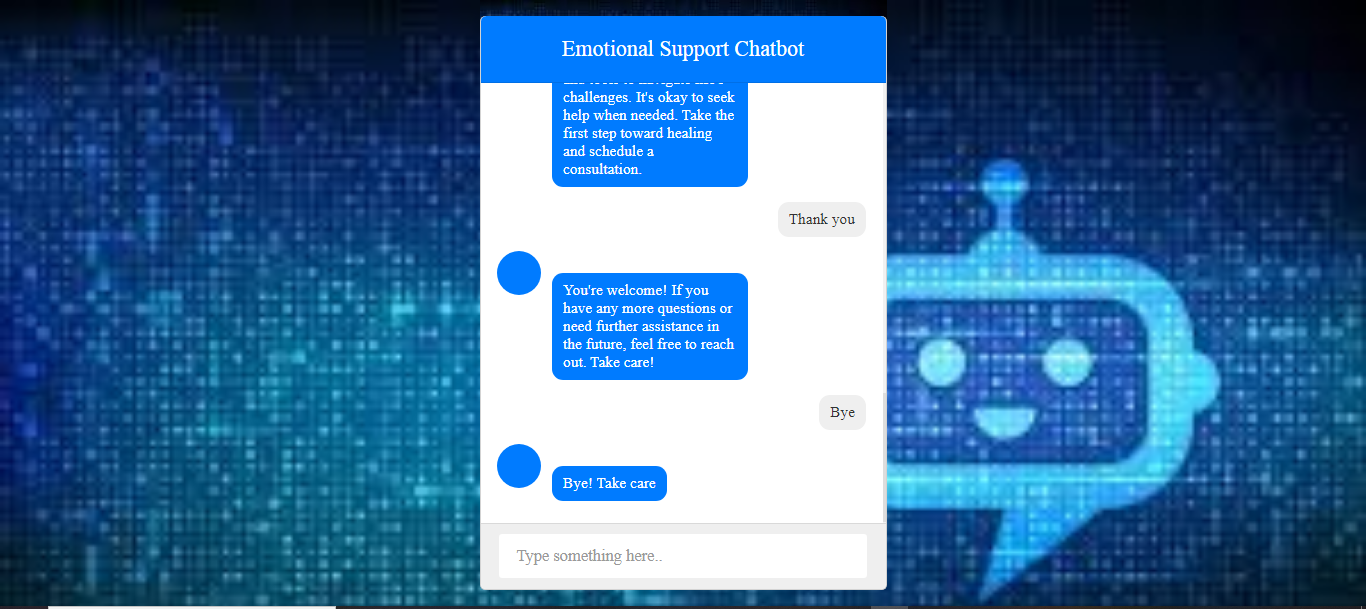 Emotional Support Chatbot
challenges. It's okay to seek
help when needed. Take the
first step toward healing
and schedule a
consultation.
Thank you
You're welcome! If you
have any more questions or
need further assistance in
the future, feel free to reach
out. Take care!
Bye
Bye! Take care
Type something here..